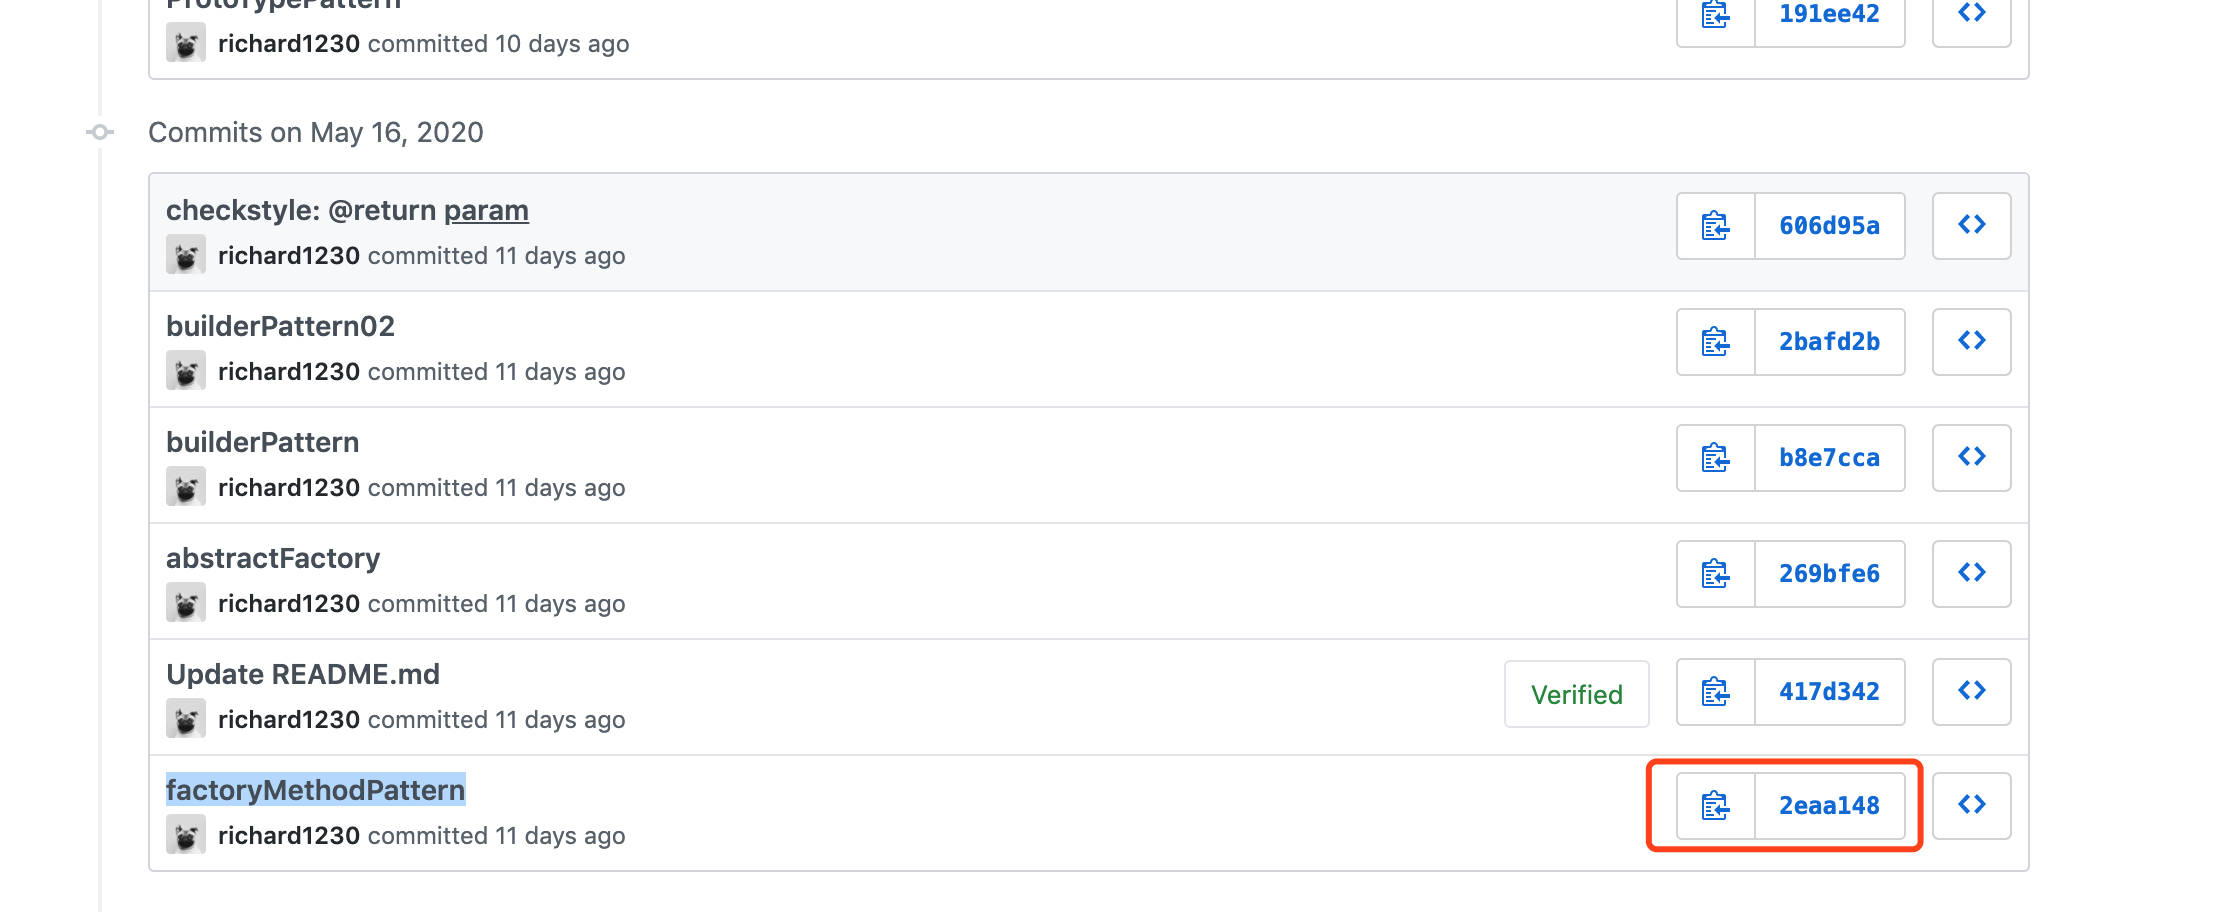 ProtoTypePattern
191ee42
richard1230 committed 10 days ago
Commits on May 16, 2020
checkstyle: @return param
606d95a
richard1230 committed 11 days ago
builderPattern02
2bafd2b
richard1230 committed 11 days ago
builderPattern
b8e7cca
richard1230 committed 11 days ago
abstractFactory
269bfe6
richard1230 committed 11 days ago
Update README.md
Verified
417d342
richard1230 committed 11 days ago
factoryMethodPattern
2eaa148
richard1230 committed 11 days ago